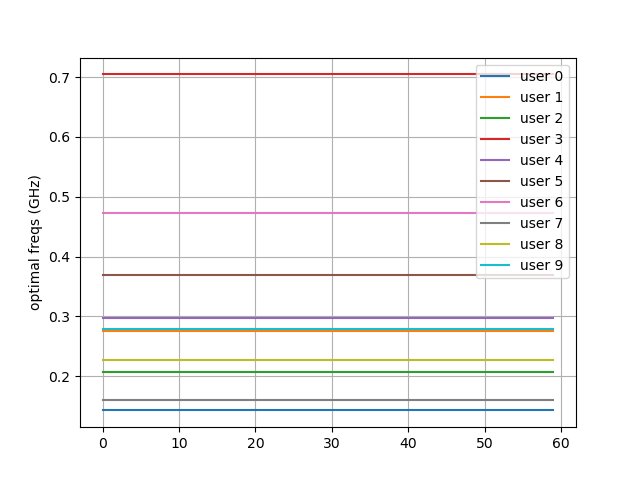 optimal freqs (GHz)
0.7
0.6
0.5
0.4
0.3
0.2
0 10 20 30 40 50 60
user 0
user 1
user 2
user 3
user 4
user 5
user 6
user 7
user 8
user 9